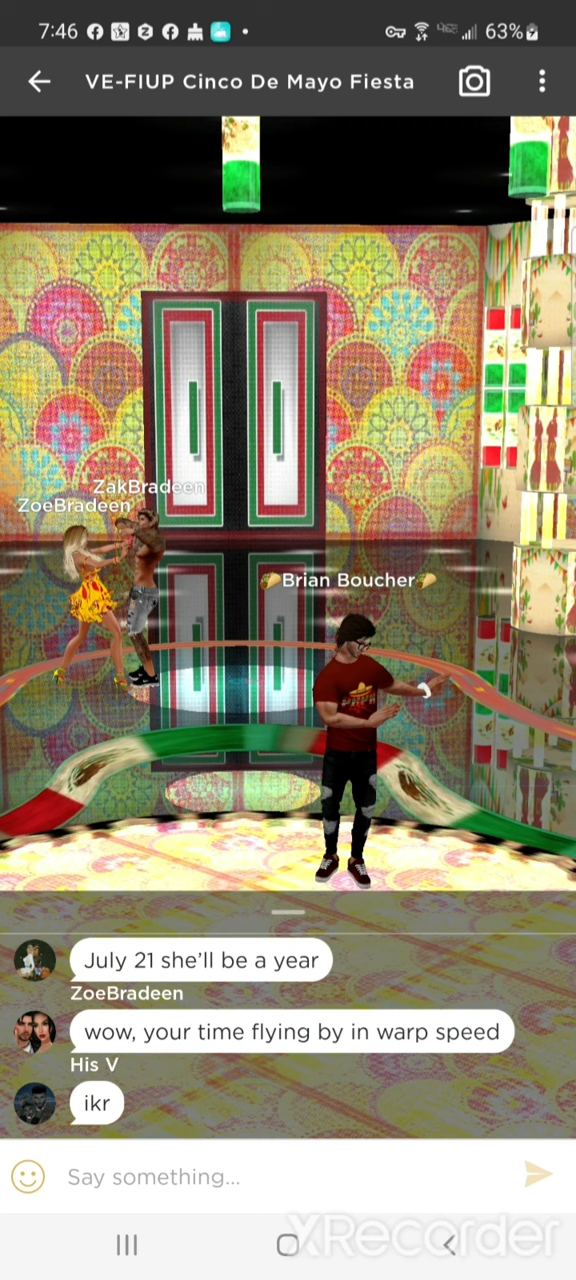 7:46
63%
VE-FIUP Cinco De Mayo Fiesta
ZakBradeen
ZoeBradeen
Brian Boucher
PAPA
July 21 she'll be a year
ZoeBradeen
wow, your time flying by in warp speed
His V
ikr
Say something...
XRecorder